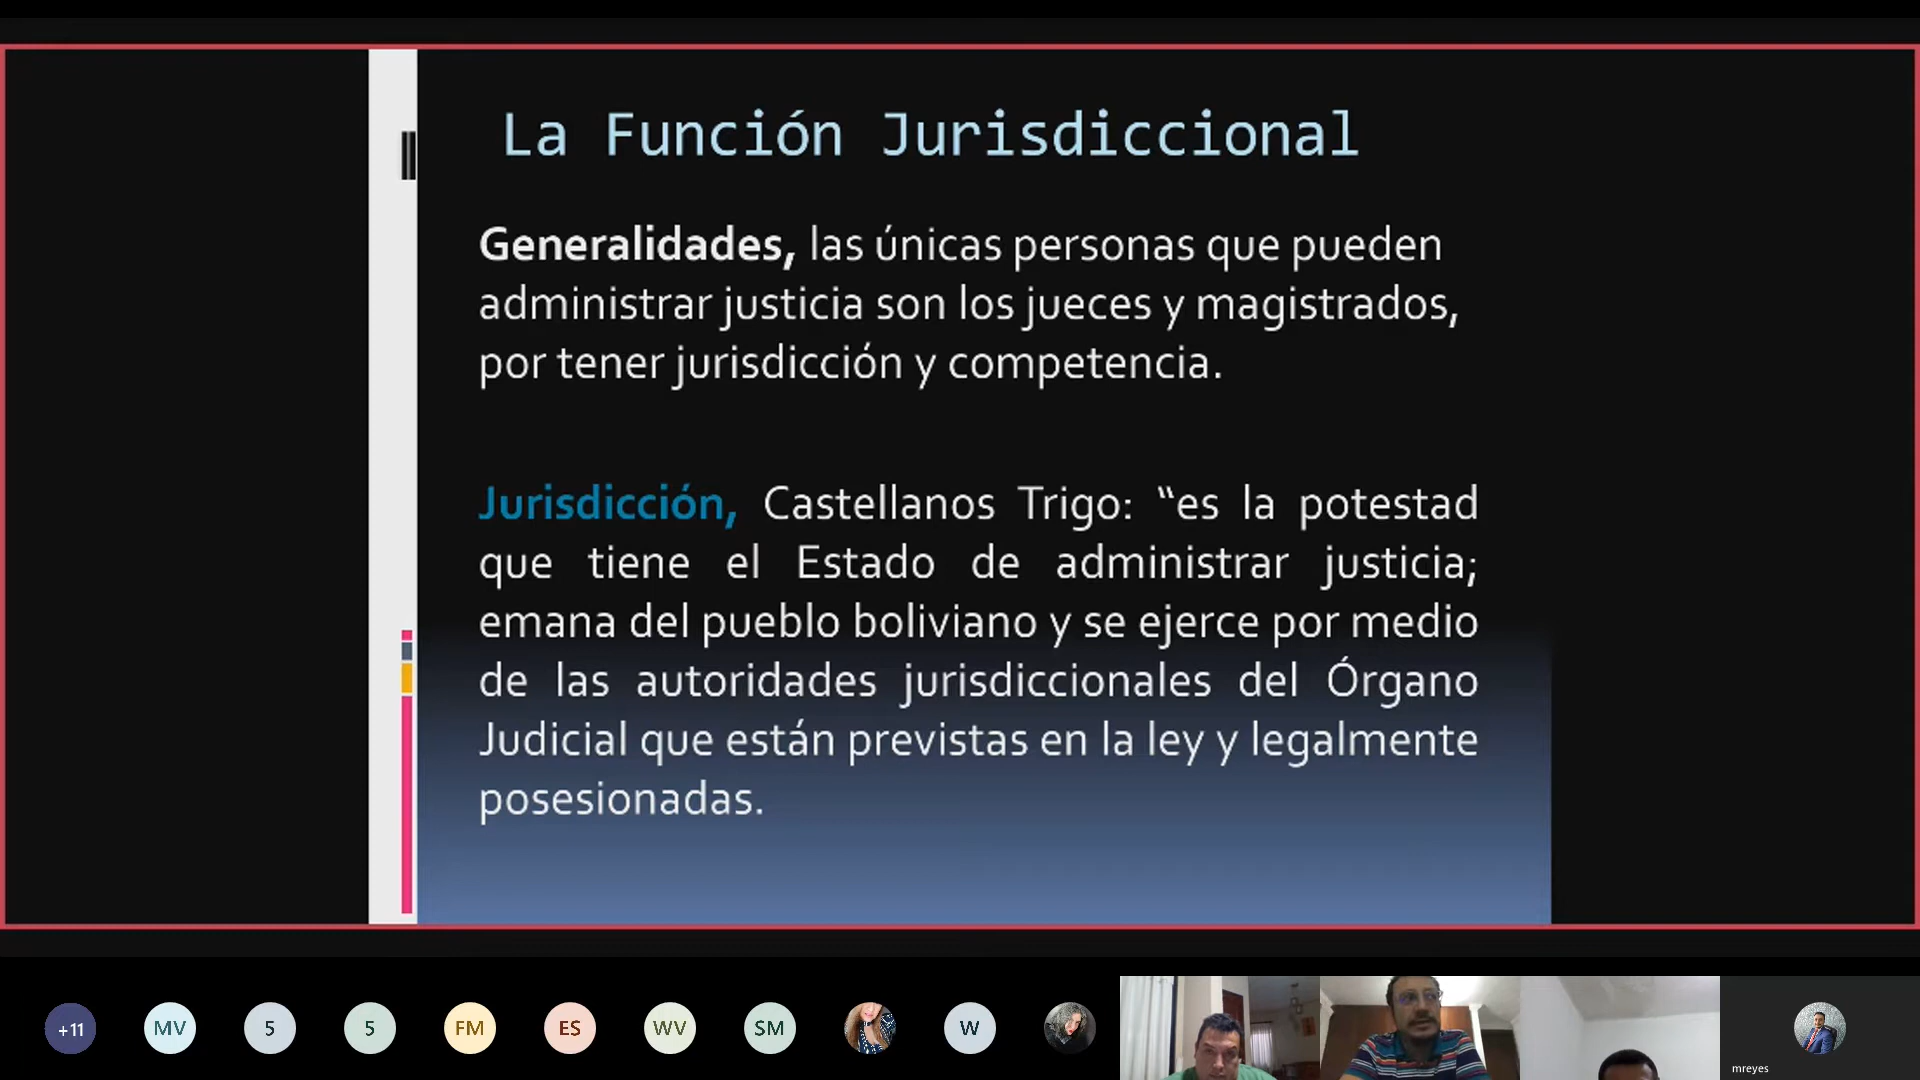 La Función Jurisdiccional
Generalidades, las únicas personas que pueden
administrar justicia son los jueces y magistrados,
por tener jurisdicción y competencia.
Jurisdicción, Castellanos Trigo: “es la potestad
que tiene el Estado de administrar justicia;
emana del pueblo boliviano y se ejerce por medio
de las autoridades jurisdiccionales del Órgano
Judicial que están previstas en la ley y legalmente
posesionadas.
+11 MV 5 5 FM ES WV SM W
mreyes